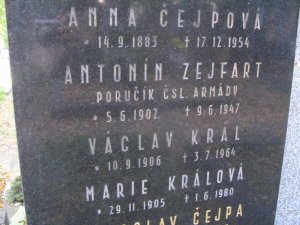 ANNA ČEJPOVÁ
* 14.9.1883 † 17.12.1954
ANTONÍN ZEJFART
PORUČÍK ČSL. ARMÁDY
* 5.6.1902 † 9.6.1947
VÁCLAV KRÁL
* 10.9.1906 † 3.7.1964
MARIE KRÁLOVÁ
* 29.11.1905 † 1.6.1980
ČEJPA